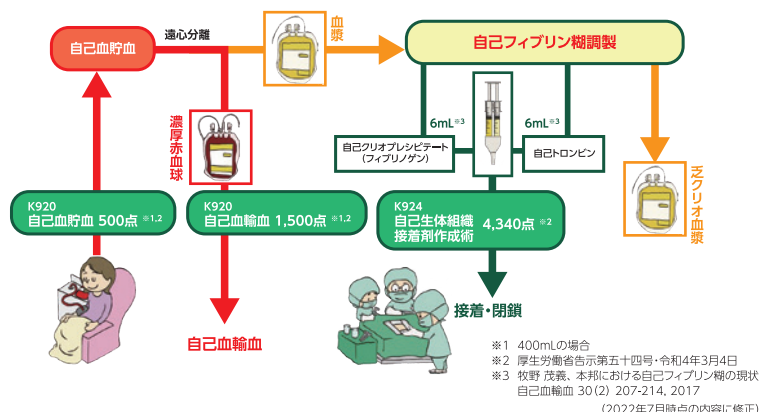 自己血貯血
遠心分離
血漿
自己フィブリン糊調製
濃厚赤血球
6mL※3
6mL※3
自己クリオプレシピテート
(フィブリノゲン)
自己トロンビン
乏クリオ血漿
K920
自己血貯血 500点 ※1,2
K920
自己血輸血 1,500点 ※1,2
K924
自己生体組織
接着剤作成術 4,340点 ※2
自己血輸血
接着・閉鎖
※1 400mLの場合
※2 厚生労働省告示第五十四号・令和4年3月4日
※3 牧野 茂義、本邦における自己フィブリン糊の現状
自己血輸血 30(2) 207-214, 2017
(2022年7月時点の内容に修正)